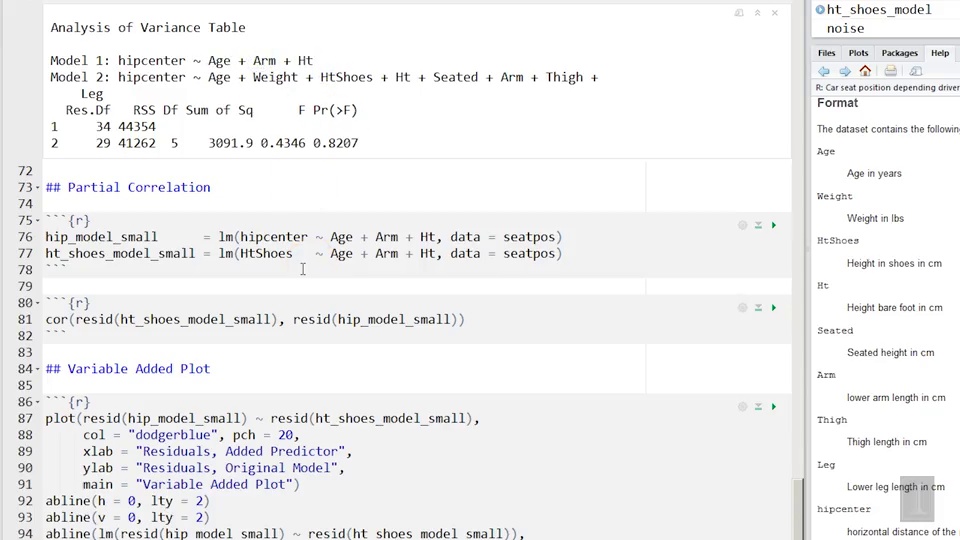 Analysis of Variance Table
Model 1: hipcenter ~ Age + Arm + Ht
Model 2: hipcenter ~ Age + Weight + HtShoes + Ht + Seated + Arm + Thigh +
Leg
Res.Df RSS Df Sum of Sq F Pr(>F)
1 34 44354
2 29 41262 5 3091.9 0.4346 0.8207
72
73 ## Partial Correlation
74
75 ```{r}
76 hip_model_small = lm(hipcenter ~ Age + Arm + Ht, data = seatpos)
77 ht_shoes_model_small = lm(HtShoes ~ Age + Arm + Ht, data = seatpos)
78 ```
79
80 ```{r}
81 cor(resid(ht_shoes_model_small), resid(hip_model_small))
82 ```
83
84 ## Variable Added Plot
85
86 ```{r}
87 plot(resid(hip_model_small) ~ resid(ht_shoes_model_small),
88 col = "dodgerblue", pch = 20,
89 xlab = "Residuals, Added Predictor",
90 ylab = "Residuals, Original Model",
91 main = "Variable Added Plot")
92 abline(h = 0, lty = 2)
93 abline(v = 0, lty = 2)
94 abline(lm(resid(hip_model_small) ~ resid(ht_shoes_model_small)),
ht_shoes_model
noise
Files Plots Packages Help
R: Car seat position depending driver
Format
The dataset contains the following
Age
Age in years
Weight
Weight in lbs
HtShoes
Height in shoes in cm
Ht
Height bare foot in cm
Seated
Seated height in cm
Arm
lower arm length in cm
Thigh
Thigh length in cm
Leg
Lower leg length in cm
hipcenter
horizontal distance of the